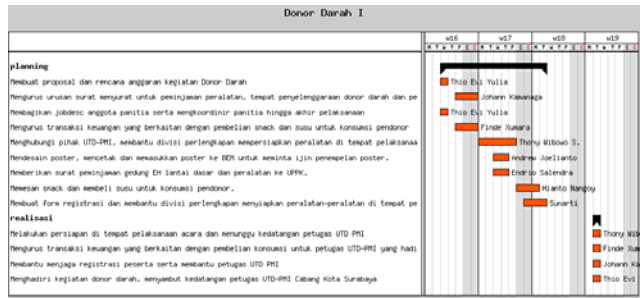 Donor Darah I
w16 w17 w18 w19
planning
Membuat proposal dan rencana anggaran kegiatan Donor Darah Thio Evi Yulia
Mengurus urusan surat menyurat untuk peminjaman peralatan, tempat penyelenggaraan donor darah dan pe Johann Kamanaga
Membagikan jobdesc anggota panitia serta mengkoordinir panitia hingga akhir pelaksanaan Thio Evi Yulia
Mengurus transaksi keuangan yang berkaitan dengan pembelian snack dan susu untuk konsumsi pendonor Finde Xumara
Menghubungi pihak UTD-PMI, membantu divisi perlengkapan mempersiapkan peralatan di tempat pelaksanaa Thony Wibowo S.
Mendesain poster, mencetak dan memasukkan poster ke BEM untuk meminta ijin penempelan poster. Andrew Joelianto
Memberikan surat peminjaman gedung EH lantai dasar dan peralatan ke UPPK. Endrio Salendra
Memesan snack dan membeli susu untuk konsumsi pendonor. Hianto Nangoy
Membuat form registrasi dan membantu divisi perlengkapan menyiapkan peralatan-peralatan di tempat pe Sunarti
realisasi
Melakukan persiapan di tempat pelaksanaan acara dan menunggu kedatangan petugas UTD PMI Thony Wib
Mengurus transaksi keuangan yang berkaitan dengan pembelian konsumsi untuk petugas UTD-PMI yang hadi Finde Xum
Membantu menjaga registrasi peserta serta membantu petugas UTD PMI Johann Ka
Menghadiri kegiatan donor darah, menyambut kedatangan petugas UTD-PMI Cabang Kota Surabaya Thio Evi